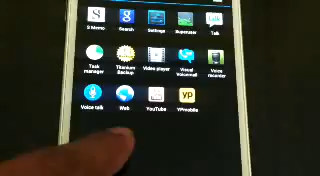 S Memo Search Settings Superuser Talk
Task manager Titanium Backup Video player Visual Voicemail Voice recorder
Voice talk Web YouTube YPmobile